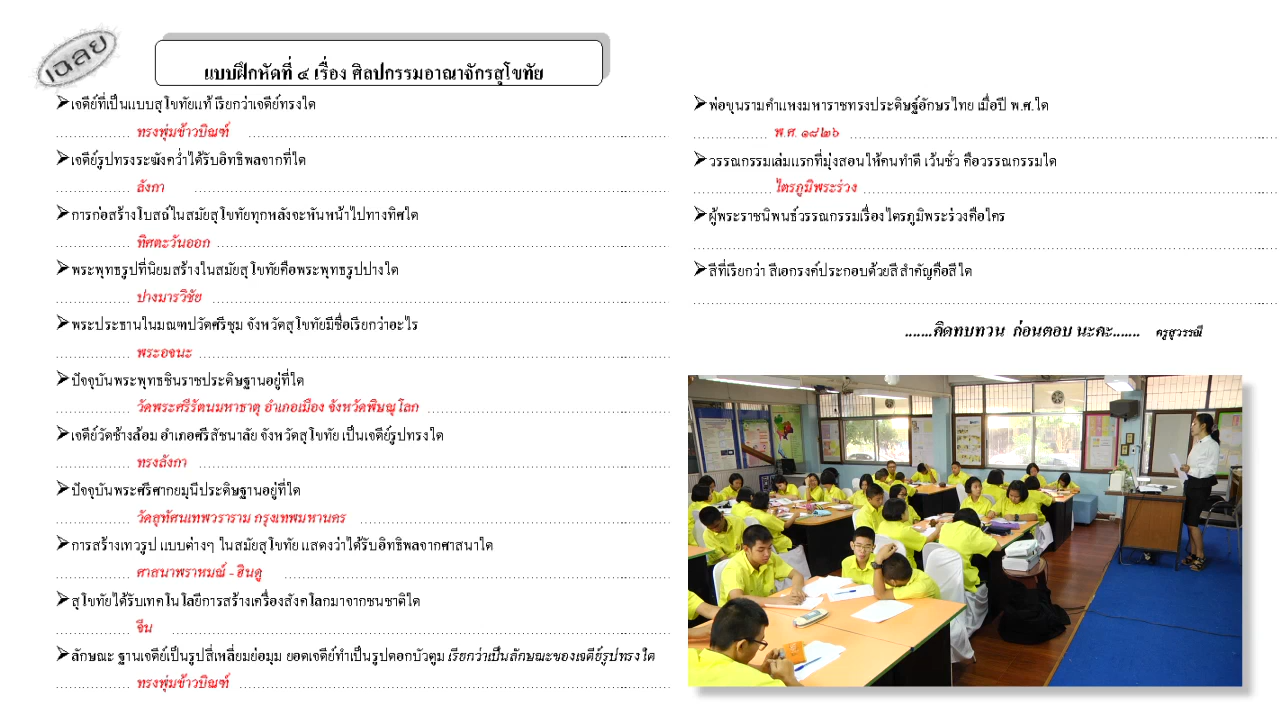 เฉลย
แบบฝึกหัดที่ ๔ เรื่อง ศิลปกรรมอาณาจักรสุโขทัย
➢เจดีย์ที่เป็นแบบสุโขทัยแท้ เรียกว่าเจดีย์ทรงใด
ทรงพุ่มข้าวบิณฑ์
➢เจดีย์รูปทรงระฆังคว่ำได้รับอิทธิพลจากที่ใด
ลังกา
➢การก่อสร้างโบสถ์ในสมัยสุโขทัยทุกหลังจะหันหน้าไปทางทิศใด
ทิศตะวันออก
➢พระพุทธรูปที่นิยมสร้างในสมัยสุโขทัยคือพระพุทธรูปปางใด
ปางมารวิชัย
➢พระประธานในมณฑปวัดศรีชุม จังหวัดสุโขทัยมีชื่อเรียกว่าอะไร
พระอจนะ
➢ปัจจุบันพระพุทธชินราชประดิษฐานอยู่ที่ใด
วัดพระศรีรัตนมหาธาตุ อำเภอเมือง จังหวัดพิษณุโลก
➢เจดีย์วัดช้างล้อม อำเภอศรีสัชนาลัย จังหวัดสุโขทัย เป็นเจดีย์รูปทรงใด
ทรงลังกา
➢ปัจจุบันพระศรีศากยมุนีประดิษฐานอยู่ที่ใด
วัดสุทัศนเทพวราราม กรุงเทพมหานคร
➢การสร้างเทวรูป แบบต่างๆ ในสมัยสุโขทัย แสดงว่าได้รับอิทธิพลจากศาสนาใด
ศาสนาพราหมณ์ - ฮินดู
➢สุโขทัยได้รับเทคโนโลยีการสร้างเครื่องสังคโลกมาจากชนชาติใด
จีน
➢ลักษณะ ฐานเจดีย์เป็นรูปสี่เหลี่ยมย่อมุม ยอดเจดีย์ทำเป็นรูปดอกบัวตูม เรียกว่าเป็นลักษณะของเจดีย์รูปทรงใด
ทรงพุ่มข้าวบิณฑ์
➢พ่อขุนรามคำแหงมหาราชทรงประดิษฐ์อักษรไทย เมื่อปี พ.ศ.ใด
พ.ศ. ๑๘๒๖
➢วรรณกรรมเล่มแรกที่มุ่งสอนให้คนทำดี เว้นชั่ว คือวรรณกรรมใด
ไตรภูมิพระร่วง
➢ผู้พระราชนิพนธ์วรรณกรรมเรื่องไตรภูมิพระร่วงคือใคร
➢สีที่เรียกว่า สีเอกรงค์ประกอบด้วยสีสำคัญคือสีใด
.......คิดทบทวน ก่อนตอบ นะคะ....... ครูสุวรรณี